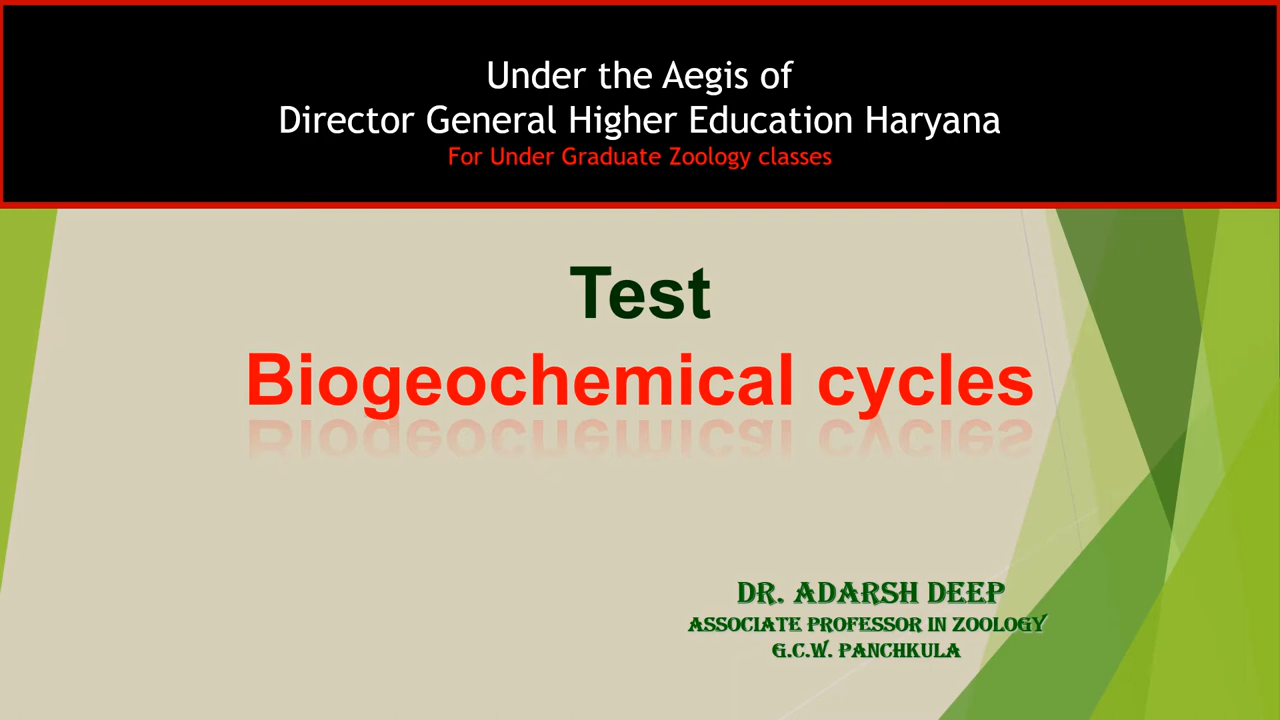 Under the Aegis of
Director General Higher Education Haryana
For Under Graduate Zoology classes
Test
Biogeochemical cycles
DR. ADARSH DEEP
ASSOCIATE PROFESSOR IN ZOOLOGY
G.C.W. PANCHKULA